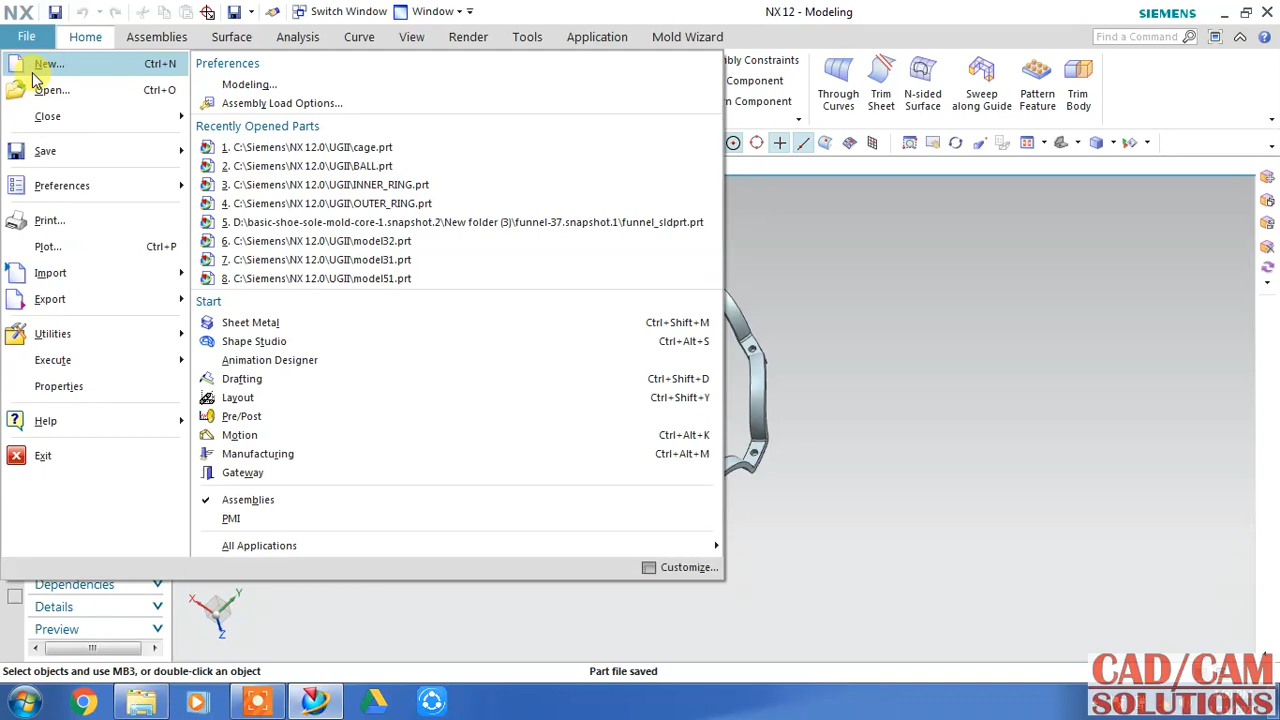 NX
Switch Window
Window
NX 12 - Modeling
SIEMENS
File
Home
Assemblies
Surface
Analysis
Curve
View
Tools
Render
Application
Mold Wizard
Find a Command
New...
Ctrl+N
Open...
Ctrl+O
Close
Save
Preferences
Print...
Plot...
Ctrl+P
Import
Export
Utilities
Execute
Properties
Help
Exit
Preferences
Modeling...
Assembly Load Options...
Recently Opened Parts
1. C:\Siemens\NX 12.0\UGII\cage.prt
2. C:\Siemens\NX 12.0\UGII\BALL.prt
3. C:\Siemens\NX 12.0\UGII\INNER_RING.prt
4. C:\Siemens\NX 12.0\UGII\OUTER_RING.prt
5. D:\basic-shoe-sole-mold-core-1.snapshot.2\New folder (3)\funnel-37.snapshot.1\funnel_sldprt.prt
6. C:\Siemens\NX 12.0\UGII\model32.prt
7. C:\Siemens\NX 12.0\UGII\model31.prt
8. C:\Siemens\NX 12.0\UGII\model51.prt
Start
Sheet Metal
Ctrl+Shift+M
Shape Studio
Ctrl+Alt+S
Animation Designer
Drafting
Ctrl+Shift+D
Layout
Ctrl+Shift+Y
Pre/Post
Motion
Ctrl+Alt+K
Manufacturing
Ctrl+Alt+M
Gateway
Assemblies
PMI
All Applications
Customize...
Constraints
Through
Curves
Trim
Sheet
N-sided
Surface
Sweep
along Guide
Pattern
Feature
Trim
Body
Dependencies
Details
Preview
X
Y
Z
Select objects and use MB3, or double-click an object
Part file saved
CAD/CAM
SOLUTIONS